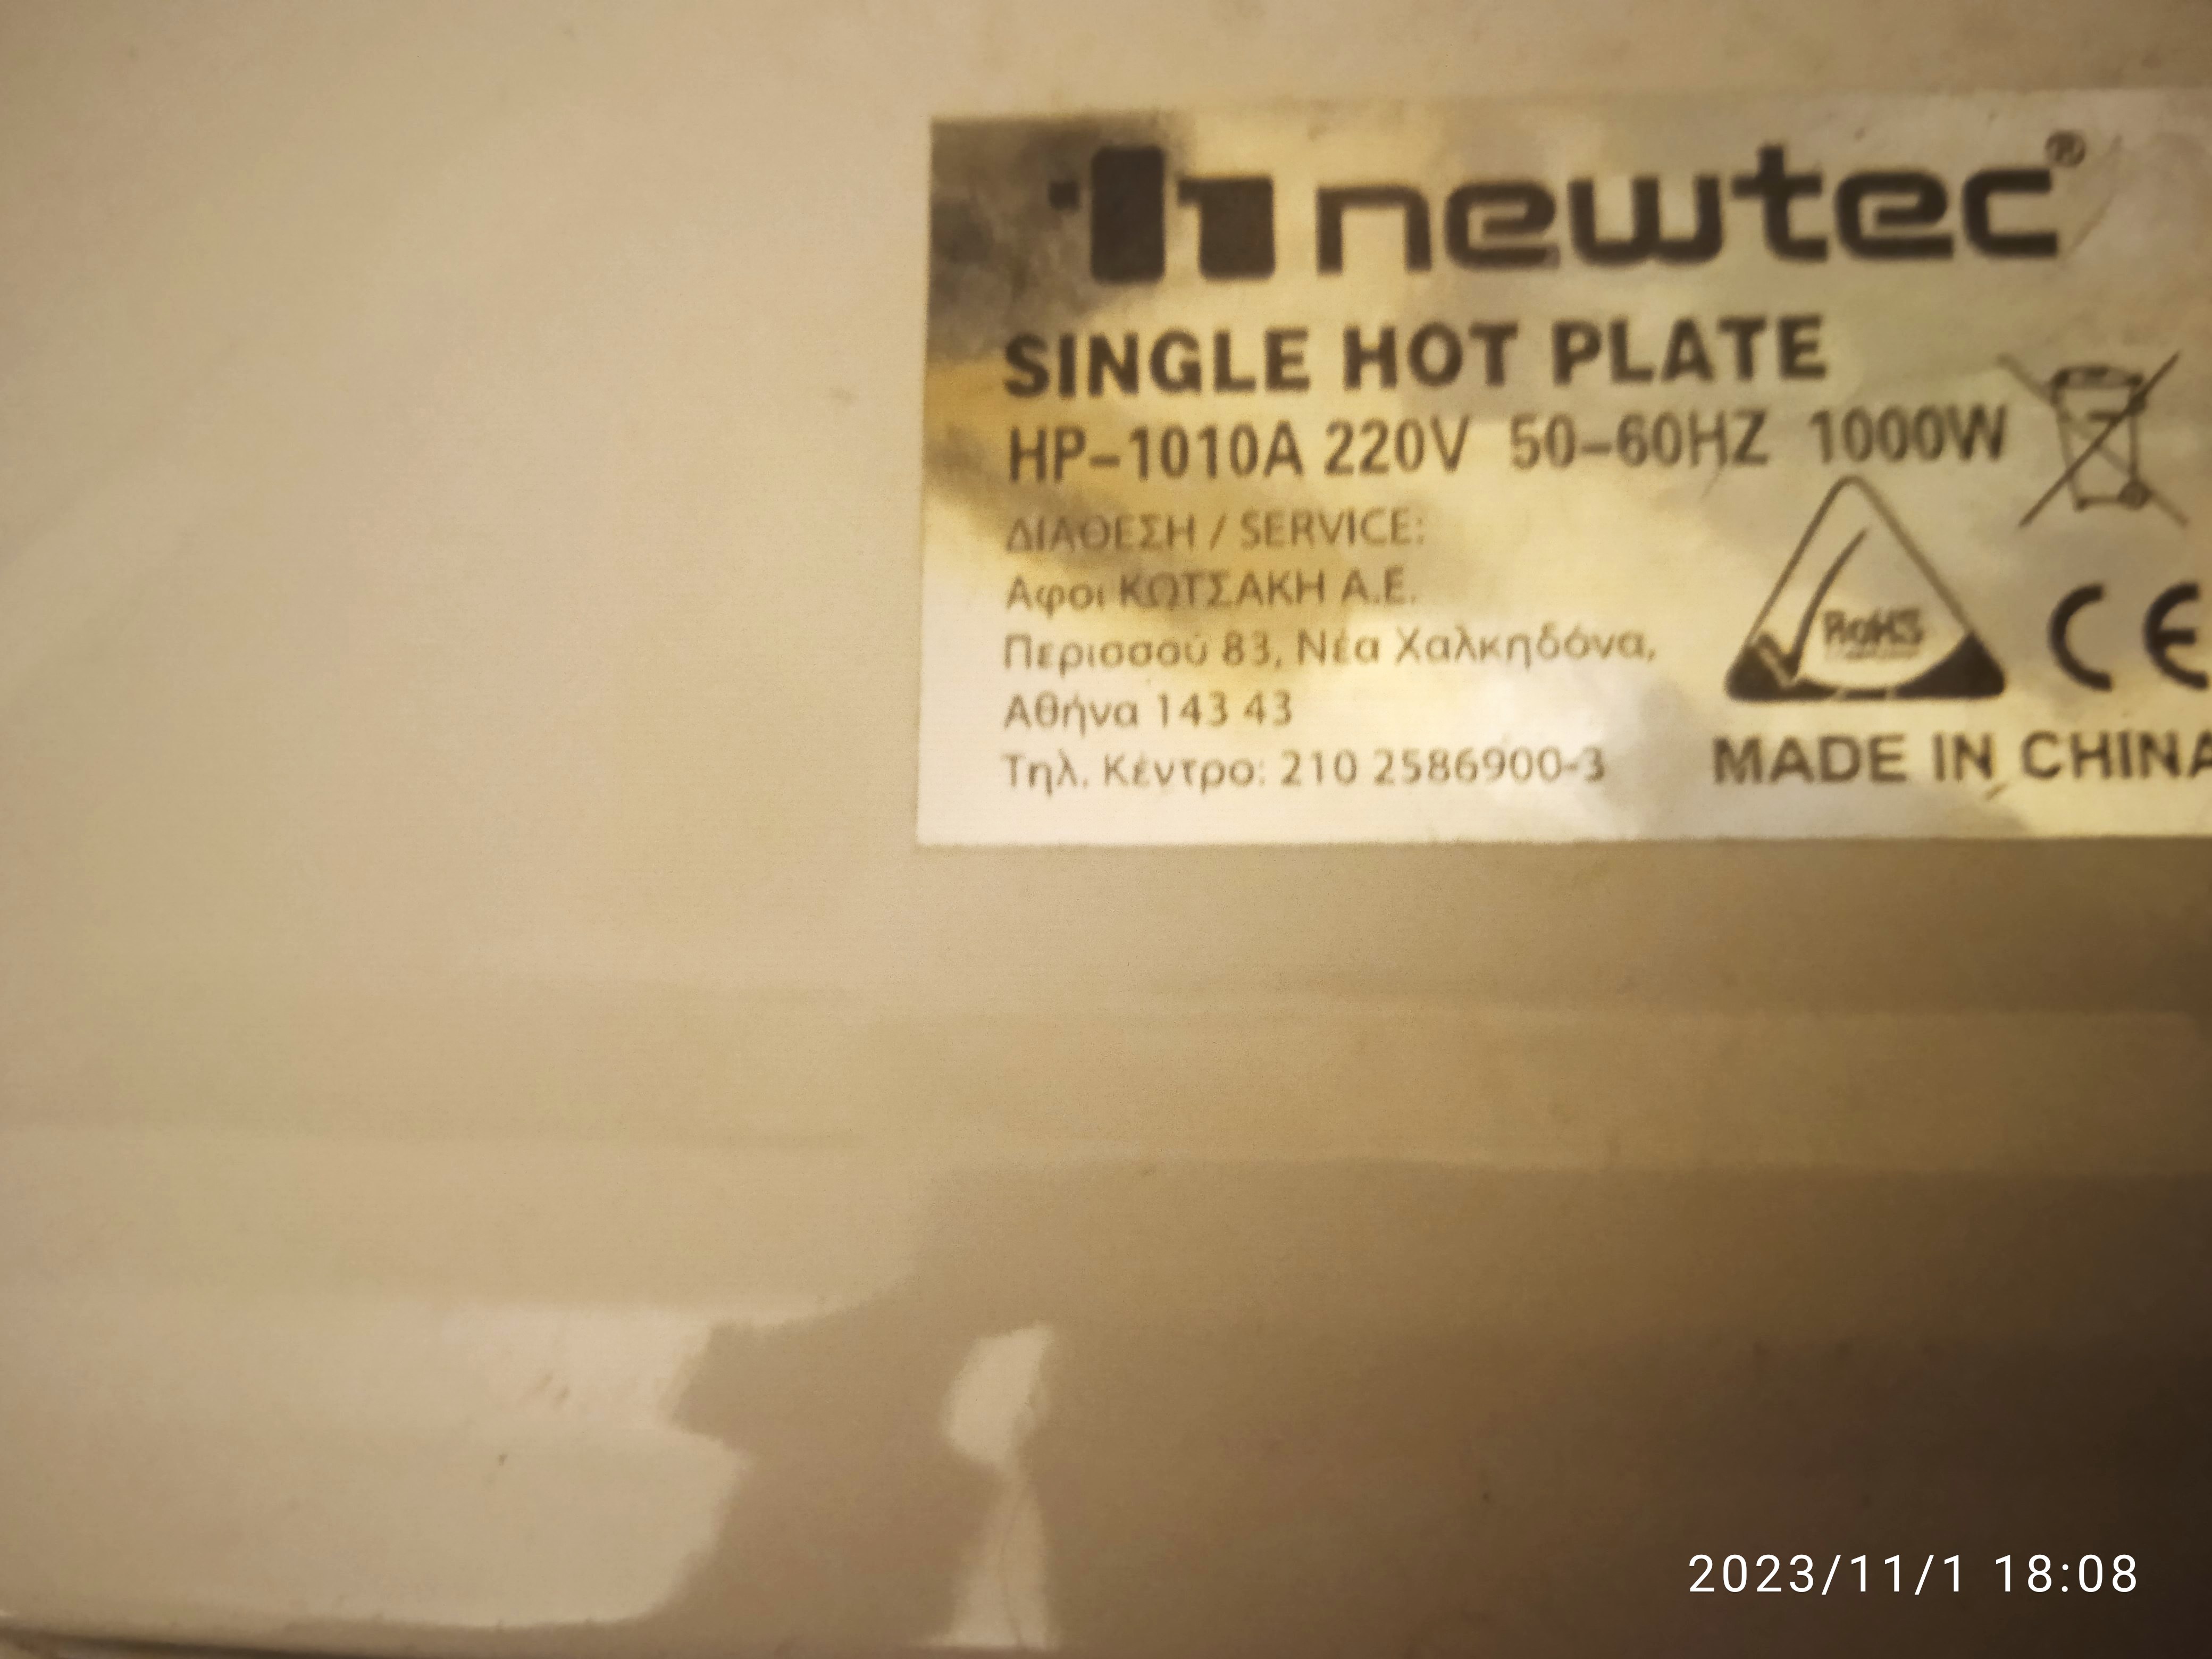 newtec®
SINGLE HOT PLATE
HP-1010A 220V 50-60HZ 1000W
ΔΙΑΘΕΣΗ / SERVICE:
Αφοι ΚΩΤΣΑΚΗ Α.Ε.
Περισσού 83, Νέα Χαλκηδόνα,
Αθήνα 143 43
Τηλ. Κέντρο: 210 2586900-3
RoHS
CE
MADE IN CHINA
2023/11/1 18:08